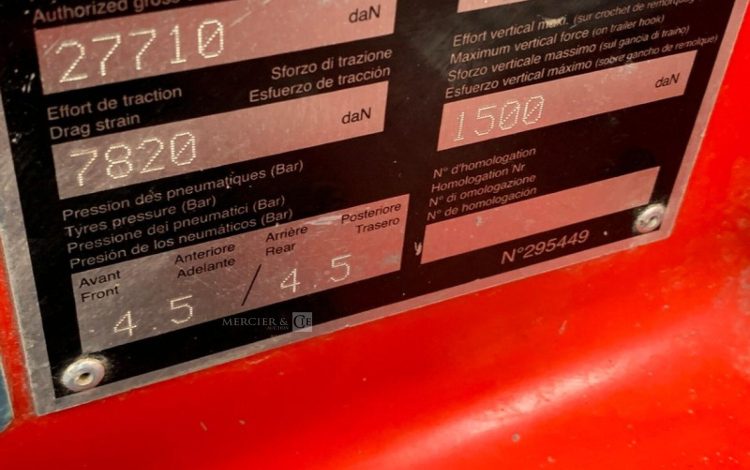 Authorized gross
27710 daN
Effort de traction Sforzo di trazione
Drag strain Esfuerzo de tracción
7820 daN
Pression des pneumatiques (Bar)
Tyres pressure (Bar)
Pressione dei pneumatici (Bar)
Presión de los neumáticos (Bar)
Avant Anteriore Arrière Posteriore
Front Adelante Rear Trasero
4.5 / 4.5
Effort vertical maxi. (sur crochet de remorquage)
Maximum vertical force (on trailer hook)
Sforzo verticale massimo (sul gancia di traino)
Esfuerzo vertical máximo (sobre gancho de remolque)
1500 daN
N° d'homologation
Homologation Nr
N° di omologazione
N° de homologación
N°295449
MERCIER & CIE
AUCTION